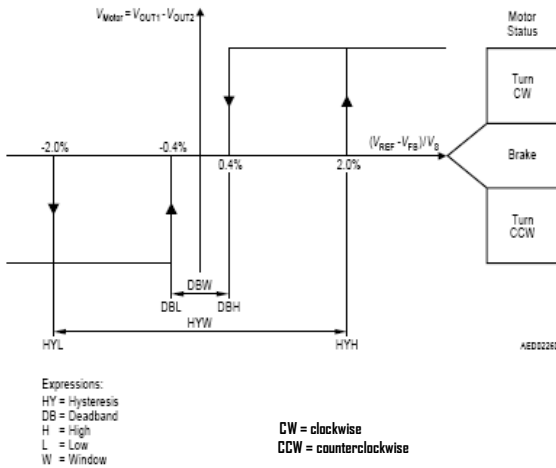 V_Motor = V_OUT1 - V_OUT2
Motor
Status
Turn
CW
-2.0%
-0.4%
(V_REF - V_FB)/V_S
0.4%
2.0%
Brake
Turn
CCW
DBW
DBL
DBH
HYW
HYL
HYH
Expressions:
HY = Hysteresis
DB = Deadband
H = High
L = Low
W = Window
CW = clockwise
CCW = counterclockwise